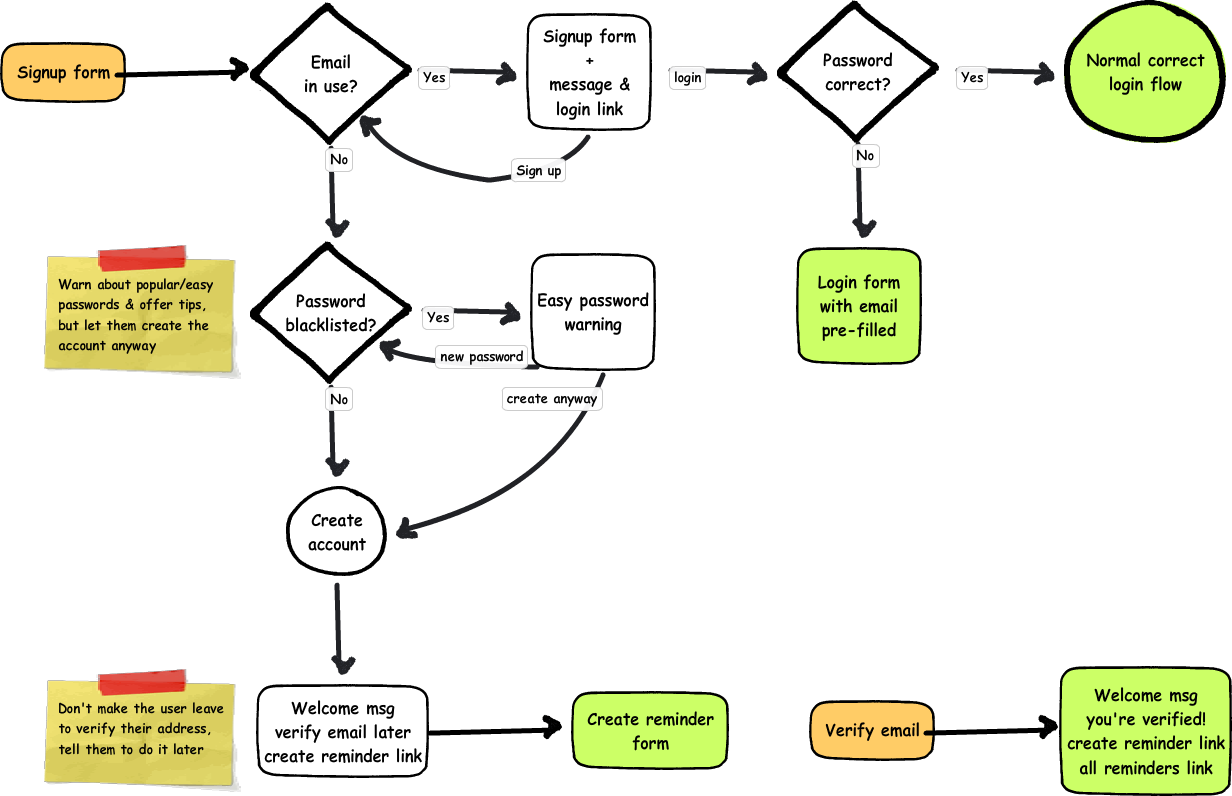 Signup form
Email
in use?
Yes
Signup form
+
message &
login link
login
Password
correct?
Yes
Normal correct
login flow
No
Sign up
No
Warn about popular/easy
passwords & offer tips,
but let them create the
account anyway
Password
blacklisted?
Yes
Easy password
warning
new password
create anyway
No
Login form
with email
pre-filled
Create
account
Don't make the user leave
to verify their address,
tell them to do it later
Welcome msg
verify email later
create reminder link
Create reminder
form
Verify email
Welcome msg
you're verified!
create reminder link
all reminders link